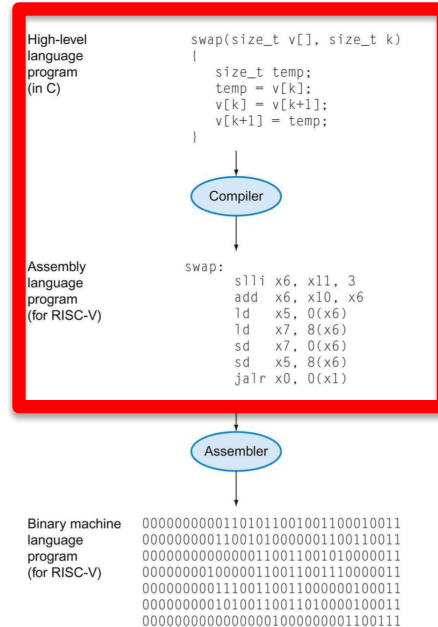 High-level
language
program
(in C)
swap(size_t v[], size_t k)
{
size_t temp;
temp = v[k];
v[k] = v[k+1];
v[k+1] = temp;
}
Compiler
Assembly
language
program
(for RISC-V)
swap:
slli x6, x11, 3
add x6, x10, x6
ld x5, 0(x6)
ld x7, 8(x6)
sd x7, 0(x6)
sd x5, 8(x6)
jalr x0, 0(x1)
Assembler
Binary machine
language
program
(for RISC-V)
00000000001101011001001100010011
00000000011001010000001100110011
00000000000000110011001010000011
00000000100000110011001110000011
00000000011100110011000000100011
00000000010100110011010000100011
00000000000000001000000001100111